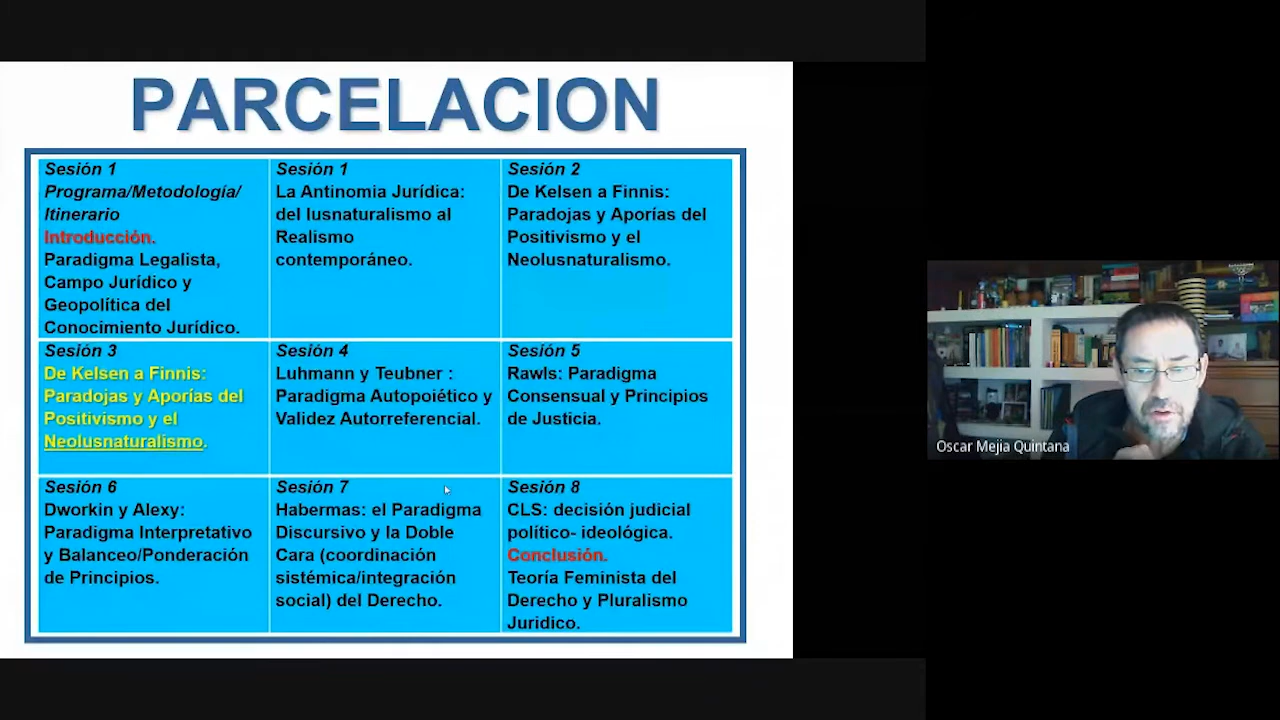 PARCELACION
Sesión 1
Programa/Metodología/
Itinerario
Introducción.
Paradigma Legalista,
Campo Jurídico y
Geopolítica del
Conocimiento Jurídico.
Sesión 1
La Antinomia Jurídica:
del Iusnaturalismo al
Realismo
contemporáneo.
Sesión 2
De Kelsen a Finnis:
Paradojas y Aporías del
Positivismo y el
NeoIusnaturalismo.
Sesión 3
De Kelsen a Finnis:
Paradojas y Aporías del
Positivismo y el
NeoIusnaturalismo.
Sesión 4
Luhmann y Teubner :
Paradigma Autopoiético y
Validez Autorreferencial.
Sesión 5
Rawls: Paradigma
Consensual y Principios
de Justicia.
Sesión 6
Dworkin y Alexy:
Paradigma Interpretativo
y Balanceo/Ponderación
de Principios.
Sesión 7
Habermas: el Paradigma
Discursivo y la Doble
Cara (coordinación
sistémica/integración
social) del Derecho.
Sesión 8
CLS: decisión judicial
político- ideológica.
Conclusión.
Teoría Feminista del
Derecho y Pluralismo
Juridico.
Oscar Mejia Quintana